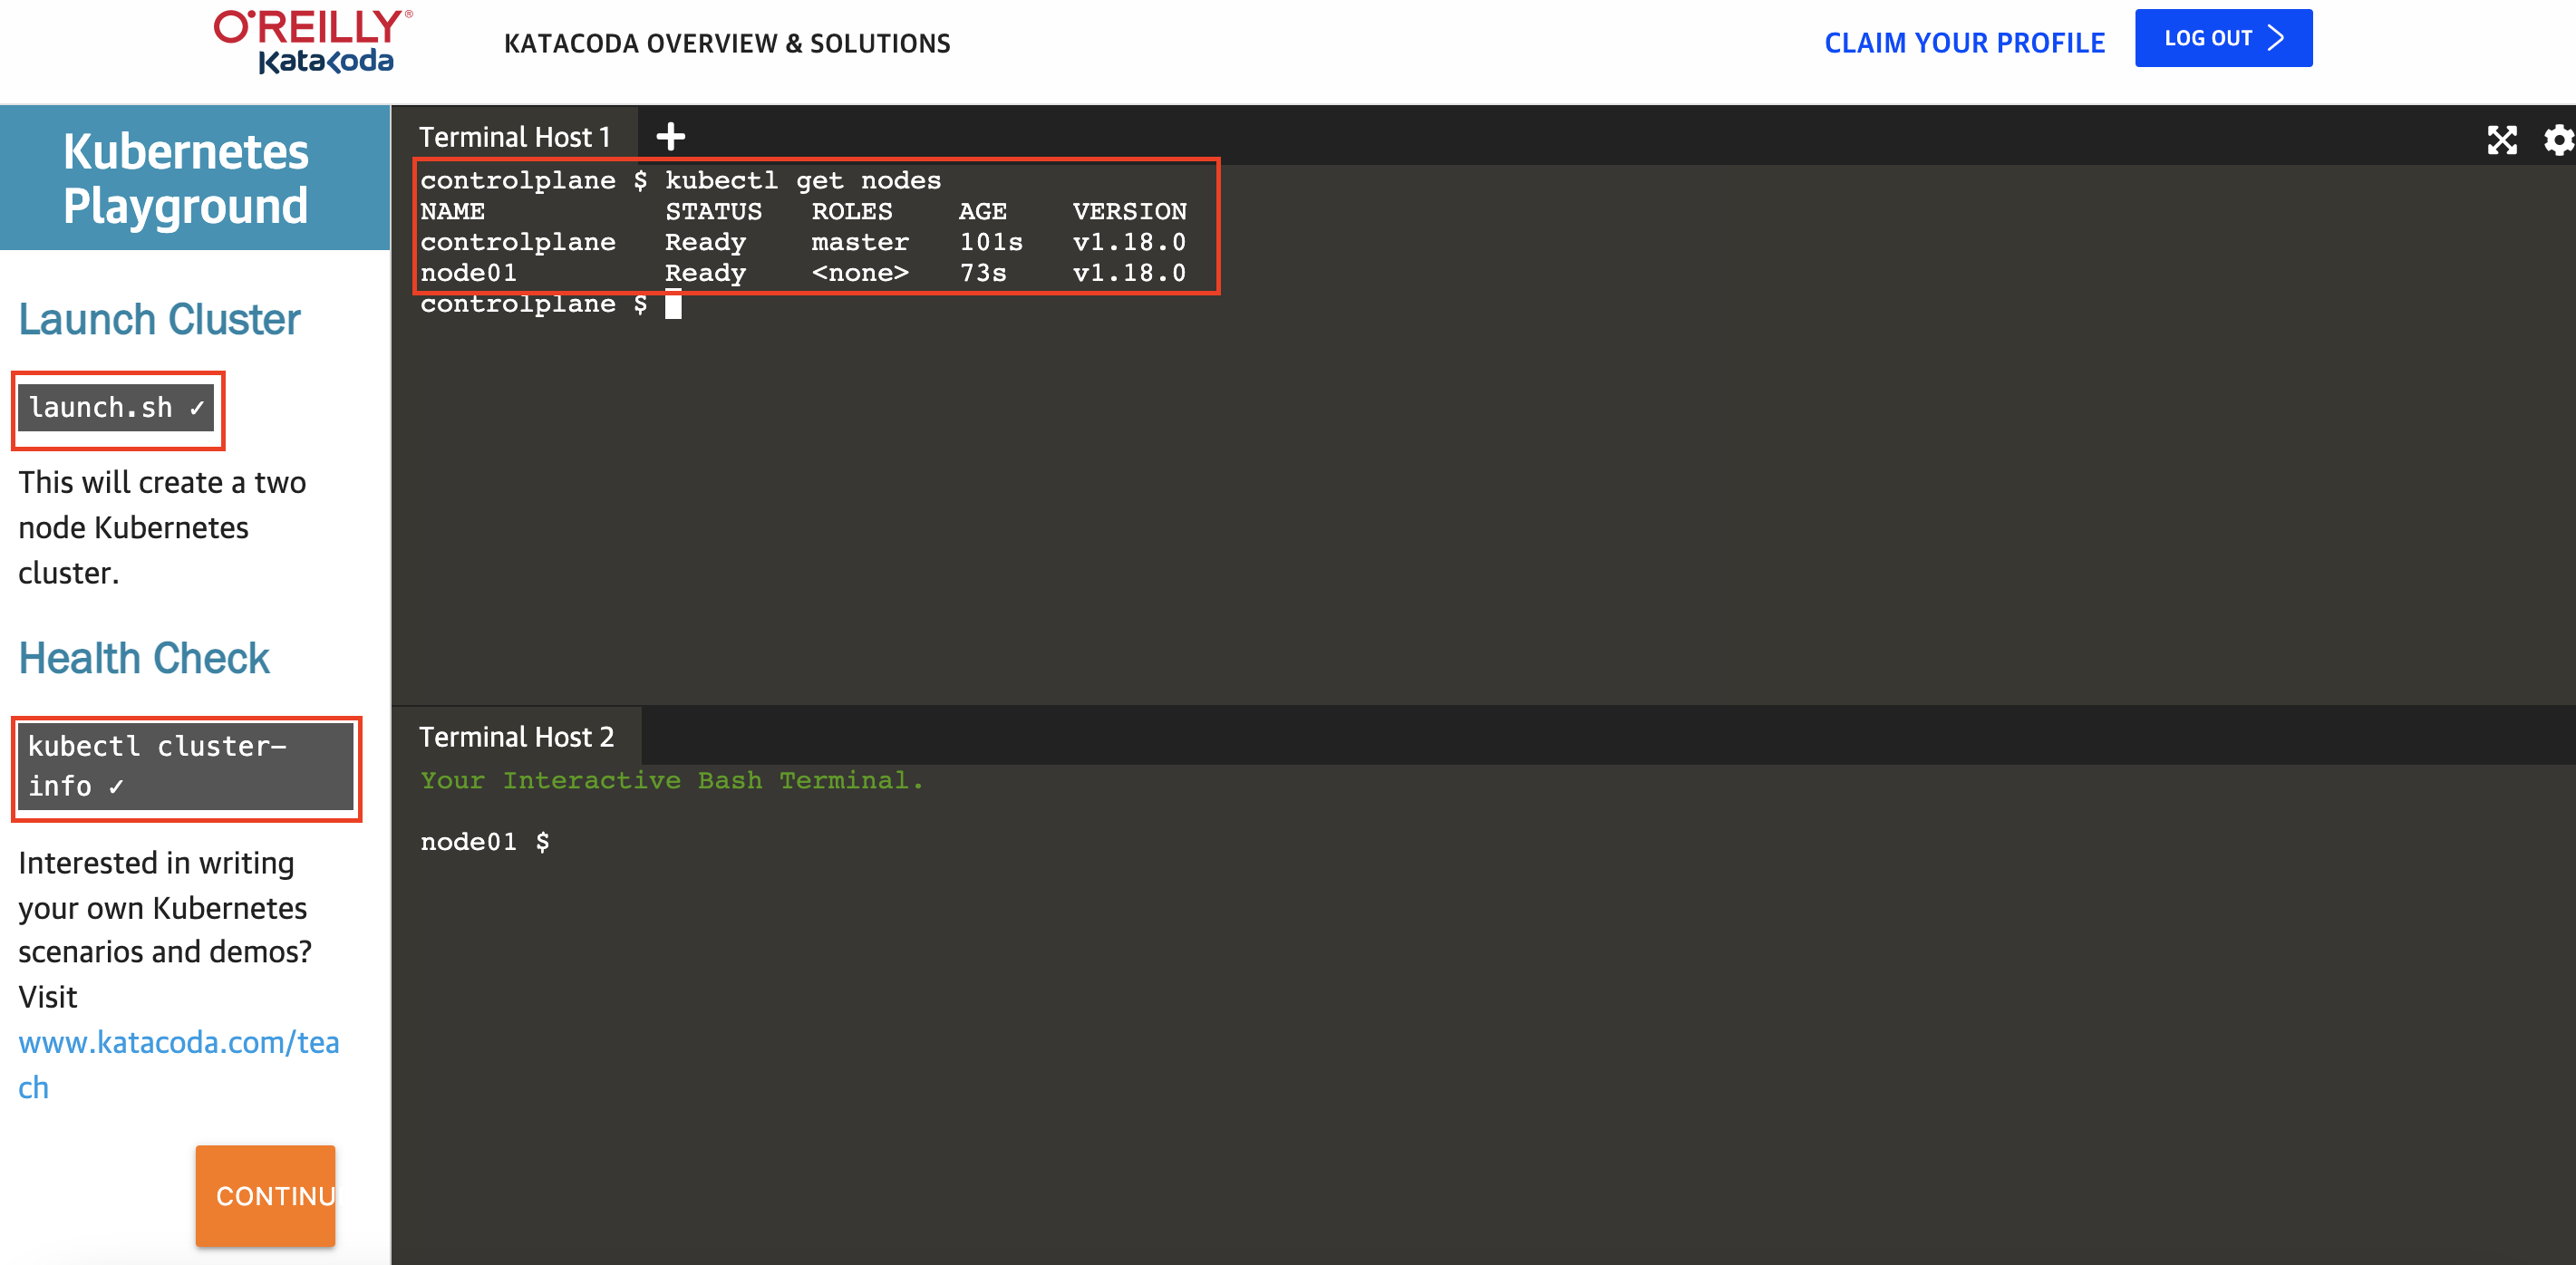 O'REILLY®
Katacoda
KATACODA OVERVIEW & SOLUTIONS
CLAIM YOUR PROFILE
LOG OUT
Kubernetes
Playground
Launch Cluster
launch.sh ✓
This will create a two
node Kubernetes
cluster.
Health Check
kubectl cluster-
info ✓
Interested in writing
your own Kubernetes
scenarios and demos?
Visit
www.katacoda.com/tea
ch
CONTINU
Terminal Host 1
controlplane $ kubectl get nodes
NAME STATUS ROLES AGE VERSION
controlplane Ready master 101s v1.18.0
node01 Ready <none> 73s v1.18.0
controlplane $
Terminal Host 2
Your Interactive Bash Terminal.
node01 $